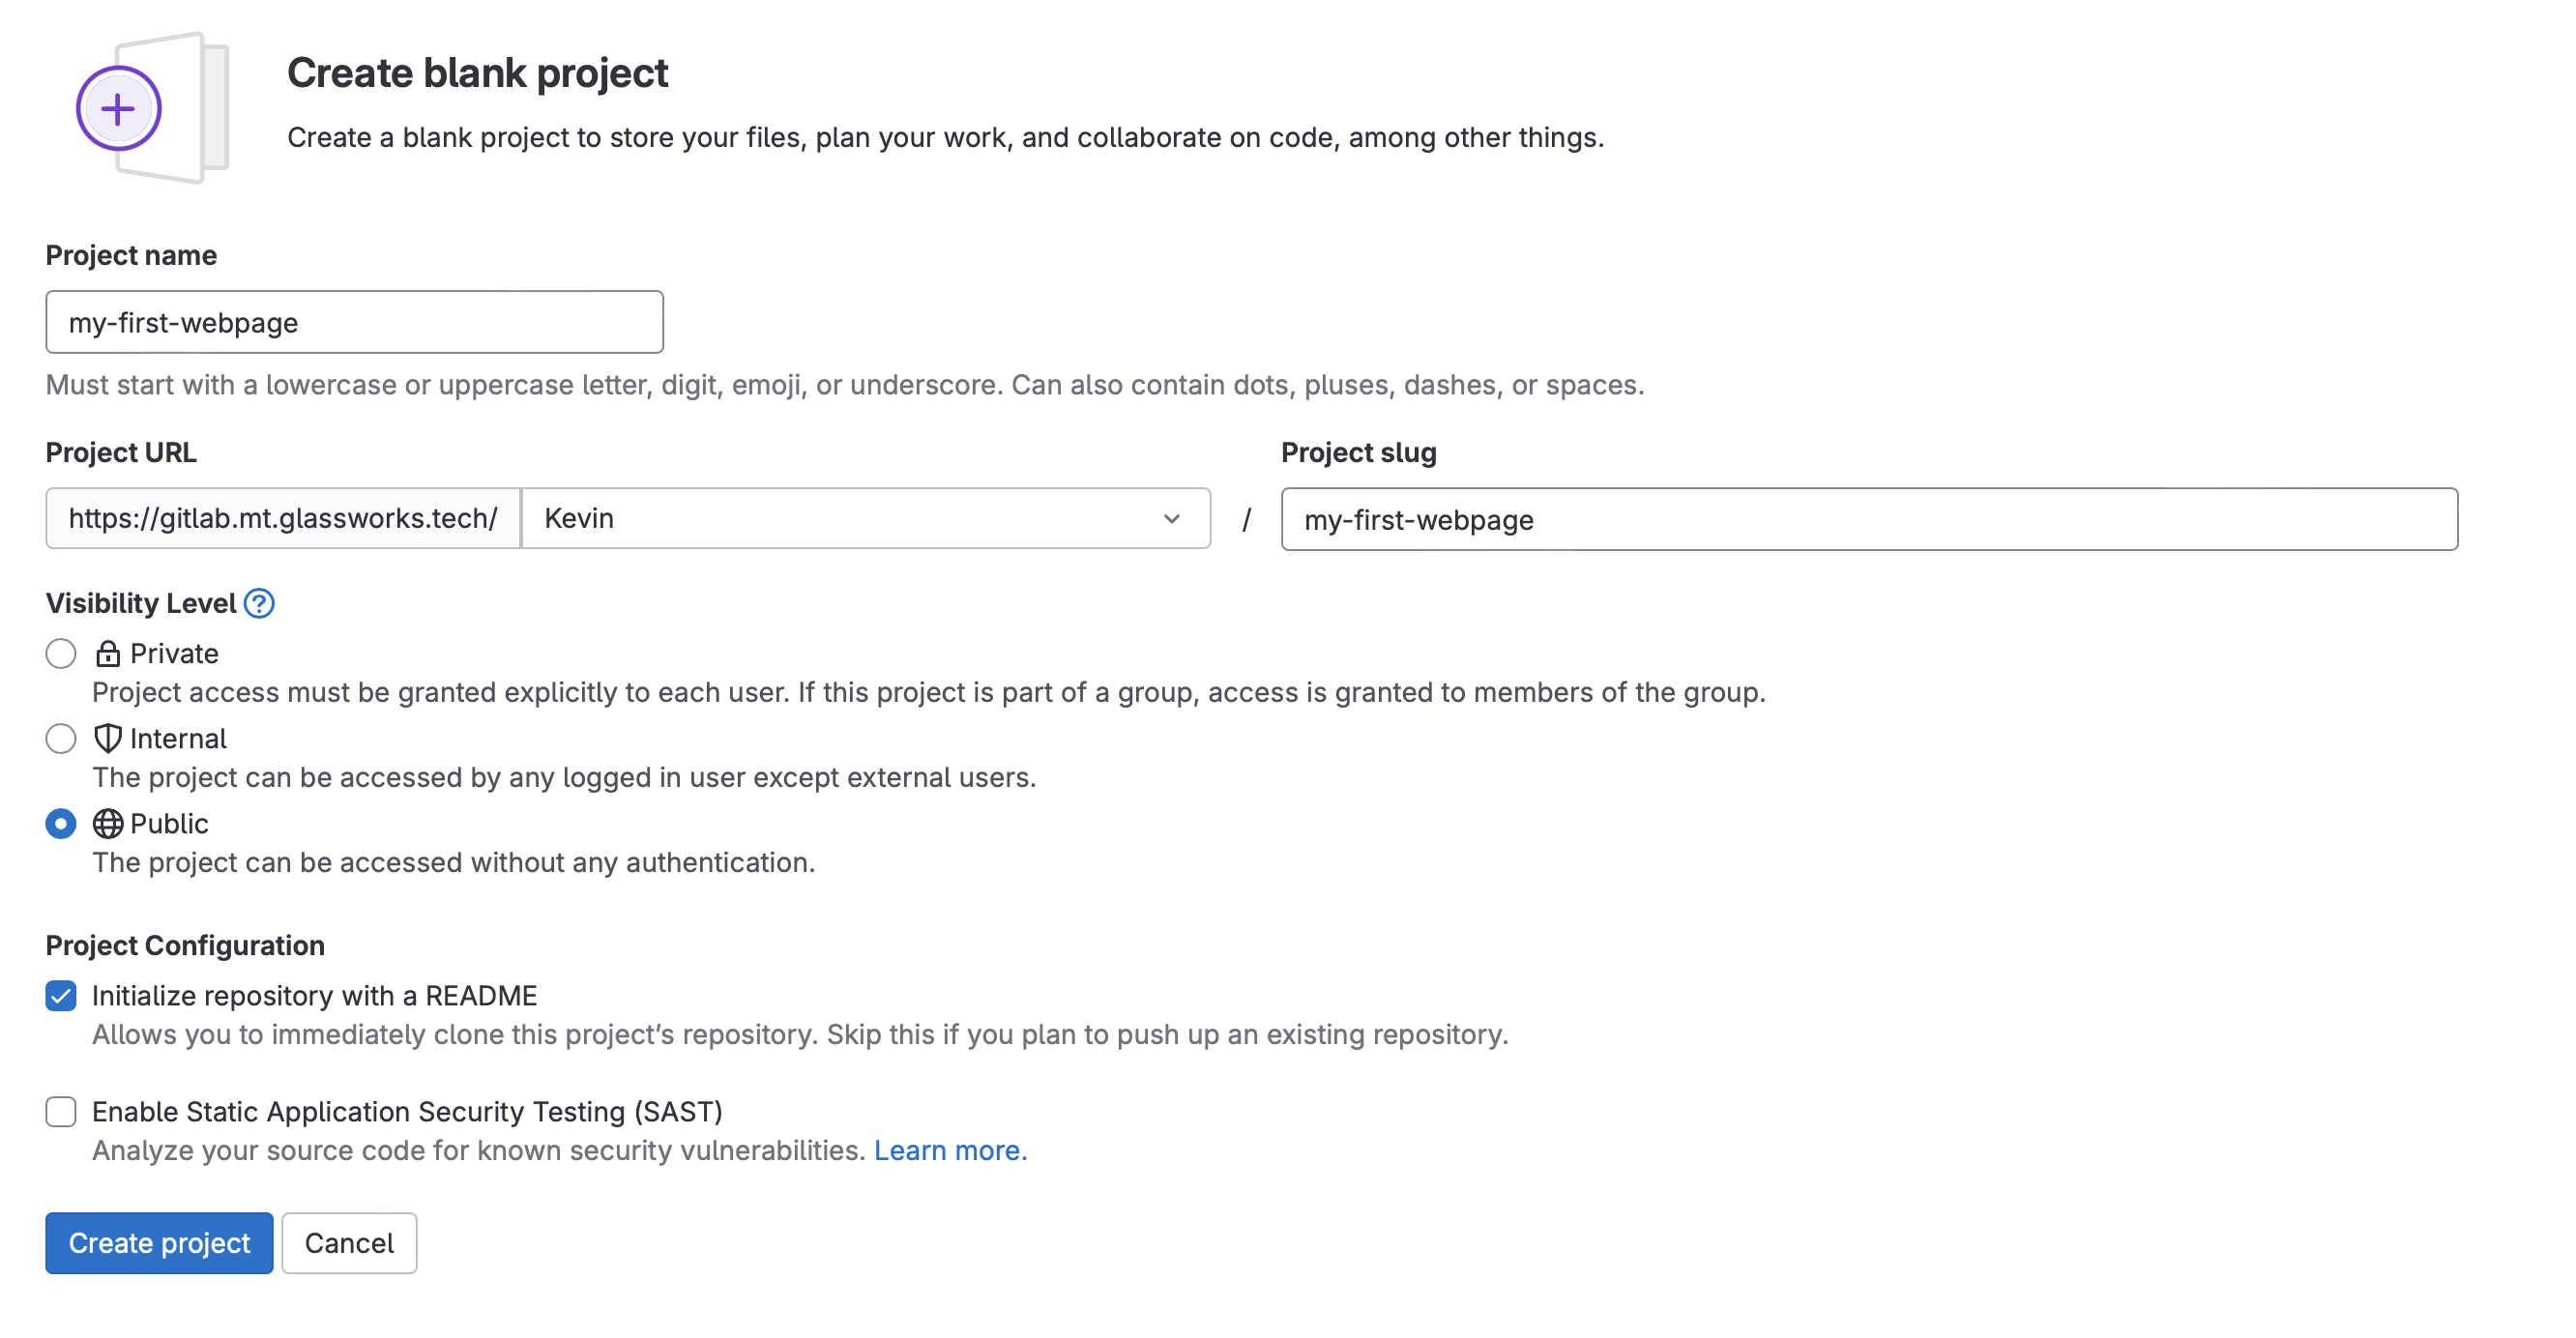 Create blank project
Create a blank project to store your files, plan your work, and collaborate on code, among other things.
Project name
my-first-webpage
Must start with a lowercase or uppercase letter, digit, emoji, or underscore. Can also contain dots, pluses, dashes, or spaces.
Project URL
Project slug
https://gitlab.mt.glassworks.tech/ Kevin / my-first-webpage
Visibility Level ?
Private
Project access must be granted explicitly to each user. If this project is part of a group, access is granted to members of the group.
Internal
The project can be accessed by any logged in user except external users.
Public
The project can be accessed without any authentication.
Project Configuration
Initialize repository with a README
Allows you to immediately clone this project’s repository. Skip this if you plan to push up an existing repository.
Enable Static Application Security Testing (SAST)
Analyze your source code for known security vulnerabilities. Learn more.
Create project Cancel